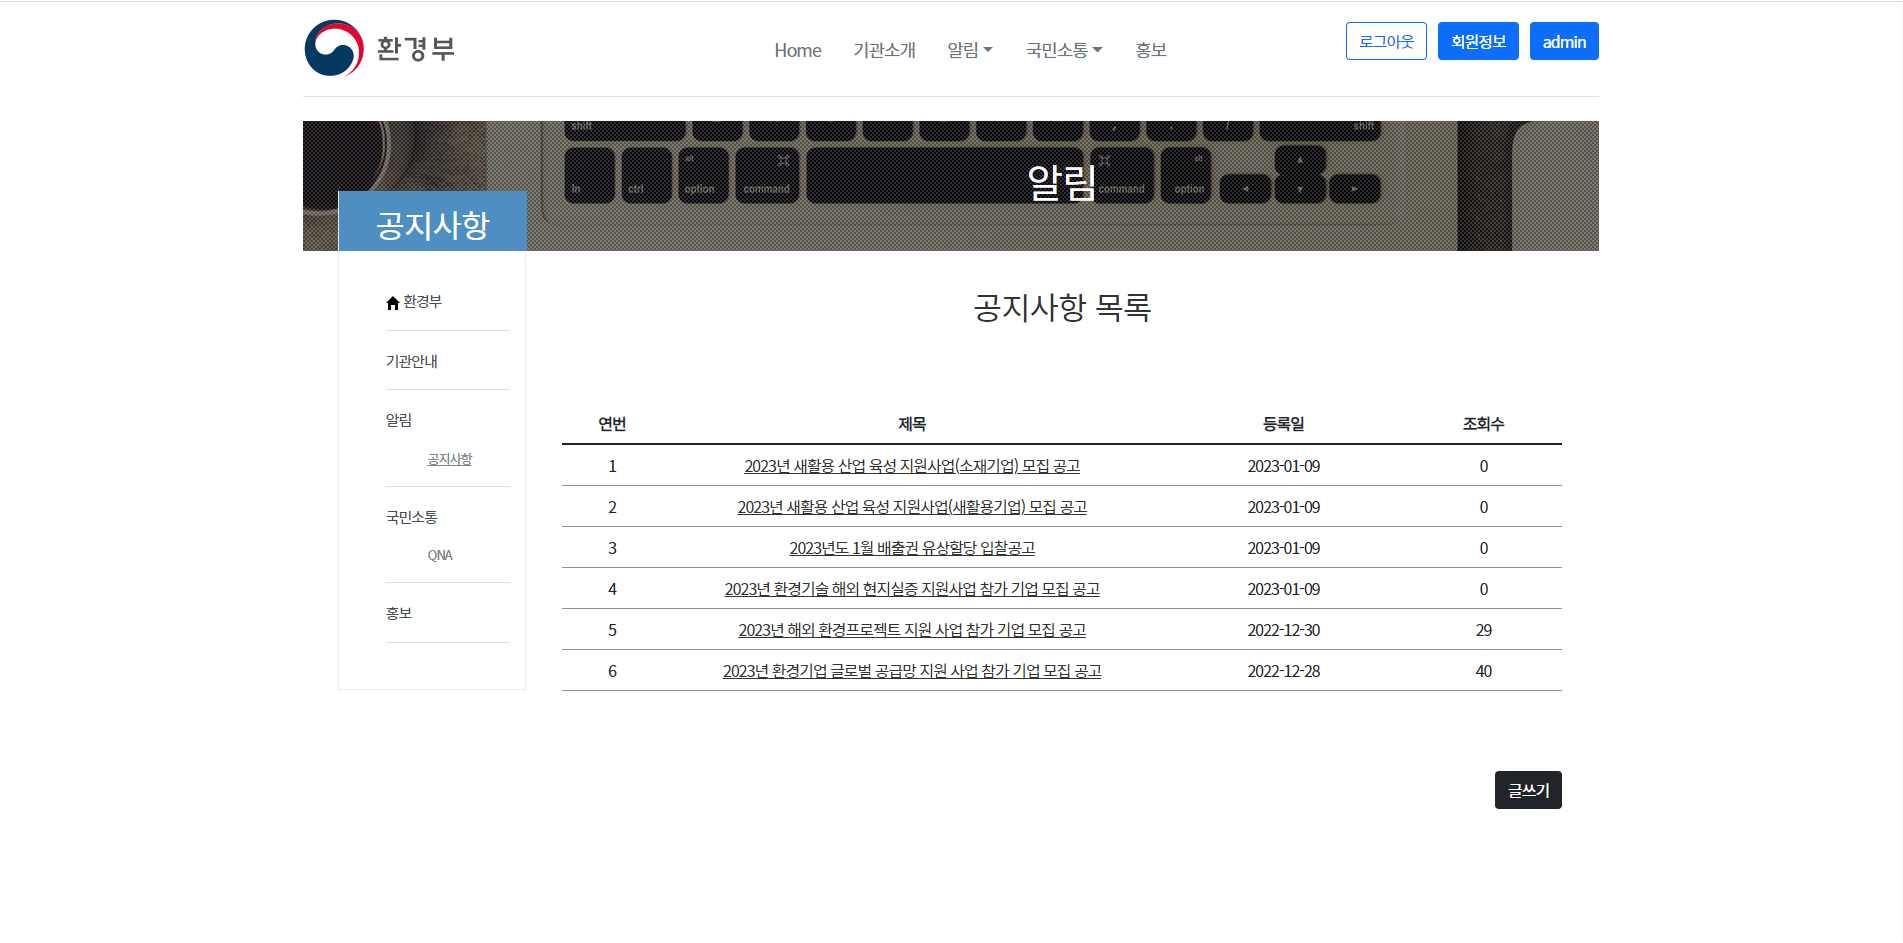 환경부
Home 기관소개 알림 국민소통 홍보
로그아웃 회원정보 admin
shift , . / shift
fn ctrl alt option ⌘ command ⌘ command alt option ◄ ▲ ▼ ►
알림
공지사항
환경부
기관안내
알림
공지사항
국민소통
QNA
홍보
공지사항 목록
연번 제목 등록일 조회수
1 2023년 새활용 산업 육성 지원사업(소재기업) 모집 공고 2023-01-09 0
2 2023년 새활용 산업 육성 지원사업(새활용기업) 모집 공고 2023-01-09 0
3 2023년도 1월 배출권 유상할당 입찰공고 2023-01-09 0
4 2023년 환경기술 해외 현지실증 지원사업 참가 기업 모집 공고 2023-01-09 0
5 2023년 해외 환경프로젝트 지원 사업 참가 기업 모집 공고 2022-12-30 29
6 2023년 환경기업 글로벌 공급망 지원 사업 참가 기업 모집 공고 2022-12-28 40
글쓰기